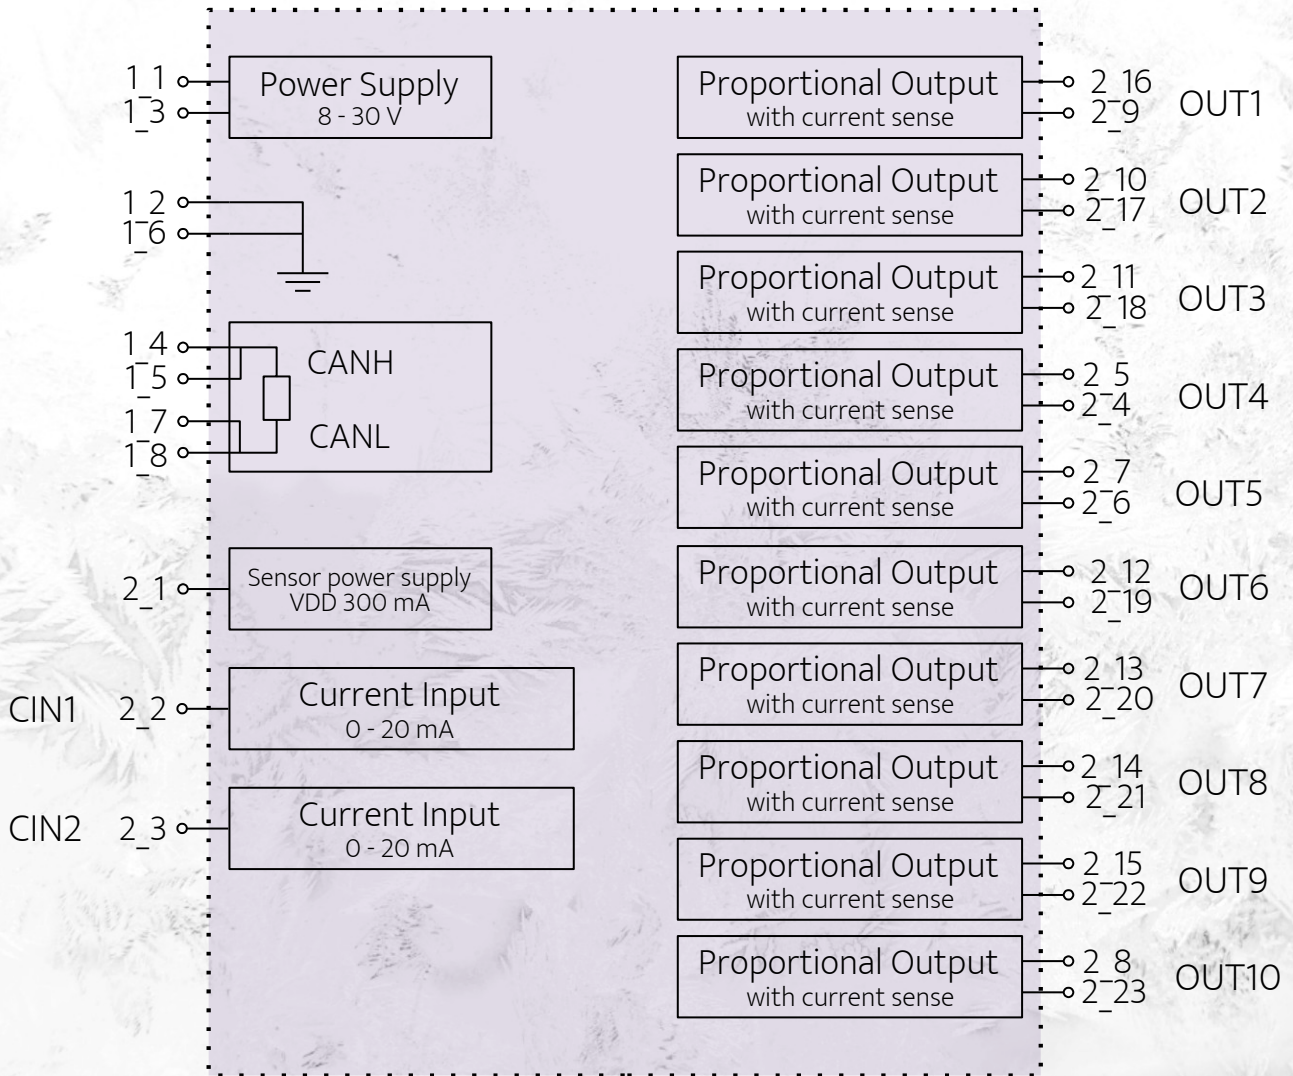 1_1
1_3
Power Supply
8 - 30 V
1_2
1_6
1_4
1_5
1_7
1_8
CANH
CANL
2_1
Sensor power supply
VDD 300 mA
CIN1
2_2
Current Input
0 - 20 mA
CIN2
2_3
Current Input
0 - 20 mA
Proportional Output
with current sense
2_16
2_9
OUT1
Proportional Output
with current sense
2_10
2_17
OUT2
Proportional Output
with current sense
2_11
2_18
OUT3
Proportional Output
with current sense
2_5
2_4
OUT4
Proportional Output
with current sense
2_7
2_6
OUT5
Proportional Output
with current sense
2_12
2_19
OUT6
Proportional Output
with current sense
2_13
2_20
OUT7
Proportional Output
with current sense
2_14
2_21
OUT8
Proportional Output
with current sense
2_15
2_22
OUT9
Proportional Output
with current sense
2_8
2_23
OUT10